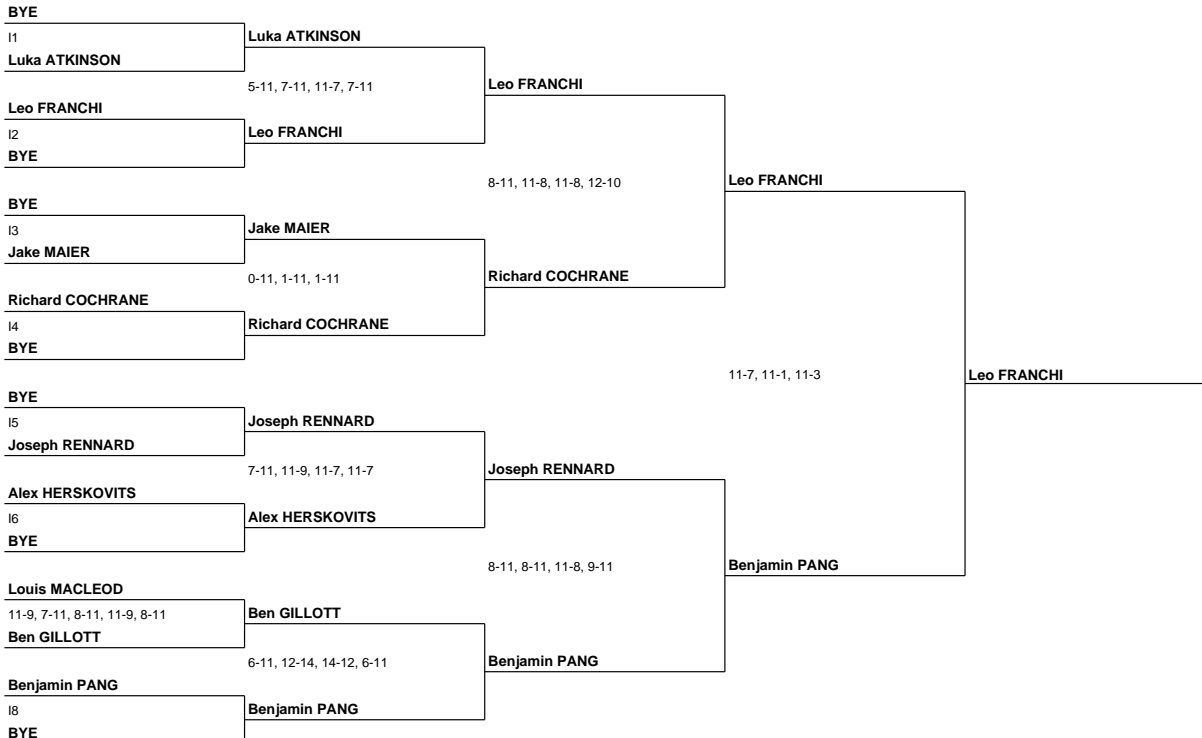 BYE
I1
Luka ATKINSON
Leo FRANCHI
I2
BYE
BYE
I3
Jake MAIER
Richard COCHRANE
I4
BYE
BYE
I5
Joseph RENNARD
Alex HERSKOVITS
I6
BYE
Louis MACLEOD
11-9, 7-11, 8-11, 11-9, 8-11
Ben GILLOTT
Benjamin PANG
I8
BYE
Luka ATKINSON
5-11, 7-11, 11-7, 7-11
Leo FRANCHI
Jake MAIER
0-11, 1-11, 1-11
Richard COCHRANE
Joseph RENNARD
7-11, 11-9, 11-7, 11-7
Alex HERSKOVITS
Ben GILLOTT
6-11, 12-14, 14-12, 6-11
Benjamin PANG
Leo FRANCHI
8-11, 11-8, 11-8, 12-10
Richard COCHRANE
Joseph RENNARD
8-11, 8-11, 11-8, 9-11
Benjamin PANG
Leo FRANCHI
11-7, 11-1, 11-3
Benjamin PANG
Leo FRANCHI